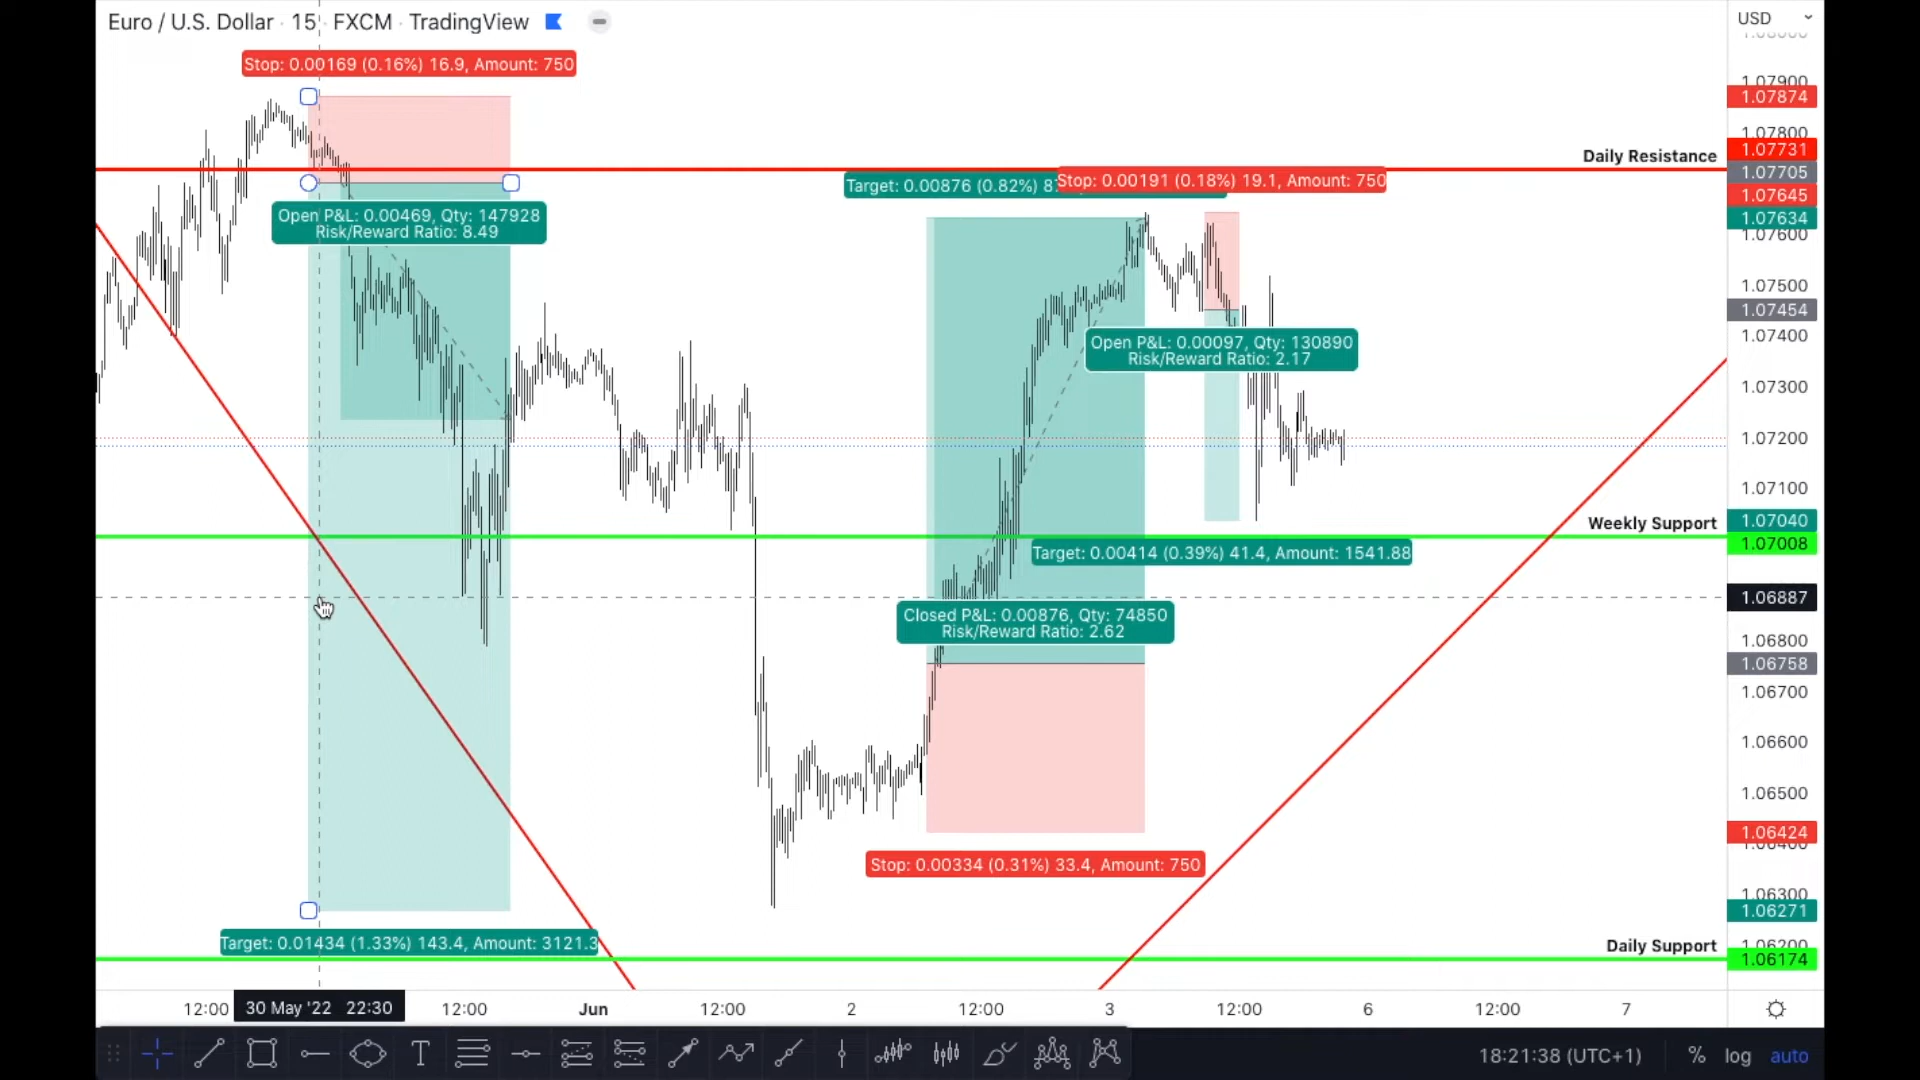 Euro / U.S. Dollar · 15 · FXCM · TradingView
USD
Stop: 0.00169 (0.16%) 16.9, Amount: 750
1.07900
1.07874
1.07800
Daily Resistance
1.07731
1.07705
Target: 0.00876 (0.82%) 8
Stop: 0.00191 (0.18%) 19.1, Amount: 750
1.07645
1.07634
1.07600
Open P&L: 0.00469, Qty: 147928
Risk/Reward Ratio: 8.49
1.07500
1.07454
1.07400
Open P&L: 0.00097, Qty: 130890
Risk/Reward Ratio: 2.17
1.07300
1.07200
1.07100
Weekly Support
1.07040
1.07008
Target: 0.00414 (0.39%) 41.4, Amount: 1541.88
1.06887
Closed P&L: 0.00876, Qty: 74850
Risk/Reward Ratio: 2.62
1.06800
1.06758
1.06700
1.06600
1.06500
1.06424
1.06400
Stop: 0.00334 (0.31%) 33.4, Amount: 750
1.06300
1.06271
Target: 0.01434 (1.33%) 143.4, Amount: 3121.3
Daily Support
1.06200
1.06174
12:00
30 May '22 22:30
12:00
Jun
12:00
2
12:00
3
12:00
6
12:00
7
18:21:38 (UTC+1)
%
log
auto